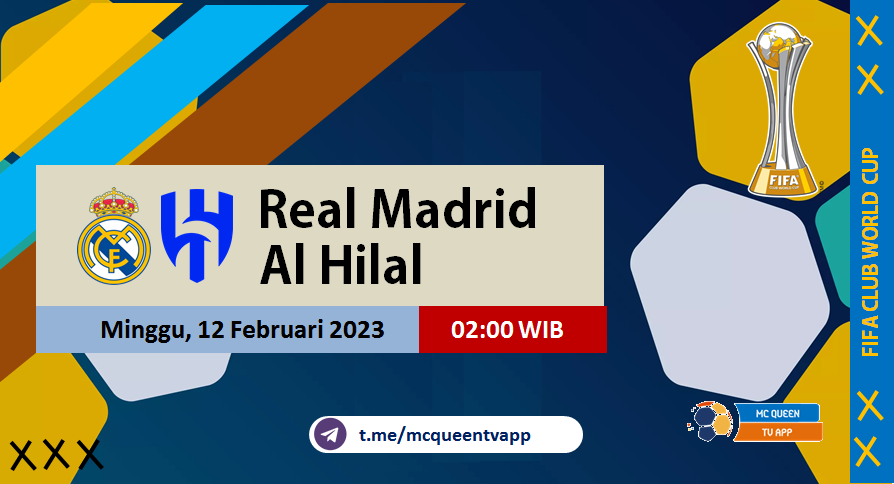 Real Madrid
Al Hilal
Minggu, 12 Februari 2023
02:00 WIB
t.me/mcqueentvapp
FIFA
FIFA CLUB WORLD CUP
MC QUEEN
TV APP
XXX